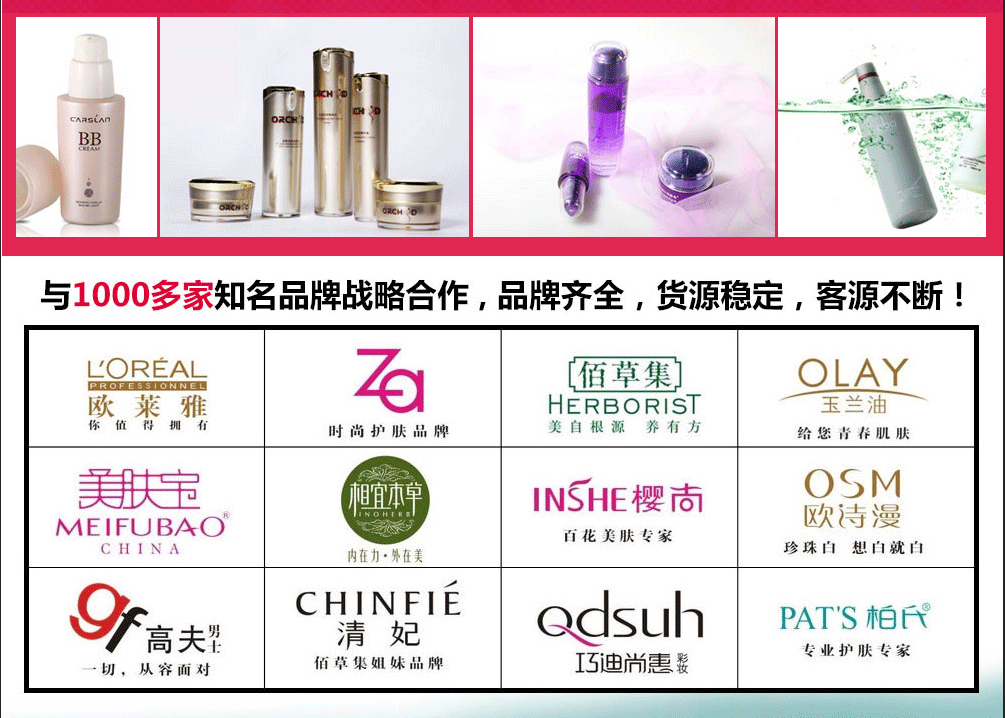 CARSLAN
BB
CREAM
ORCHID
ORCHID
ORCHID
ORCHID
ORCHID
与1000多家知名品牌战略合作，品牌齐全，货源稳定，客源不断！
L'ORÉAL
PROFESSIONNEL
欧莱雅
你值得拥有
Za
时尚护肤品牌
佰草集
HERBORIST
美自根源 养有方
OLAY
玉兰油
给您青春肌肤
美肤宝
MEIFUBAO®
CHINA
相宜本草
INOHERB
内在力·外在美
INSHE樱尚
百花美肤专家
OSM
欧诗漫
珍珠白 想白就白
gf高夫男士
一切，从容面对
CHINFIÉ
清妃
佰草集姐妹品牌
Qdsuh
巧迪尚惠彩妆
PAT'S 柏氏®
专业护肤专家